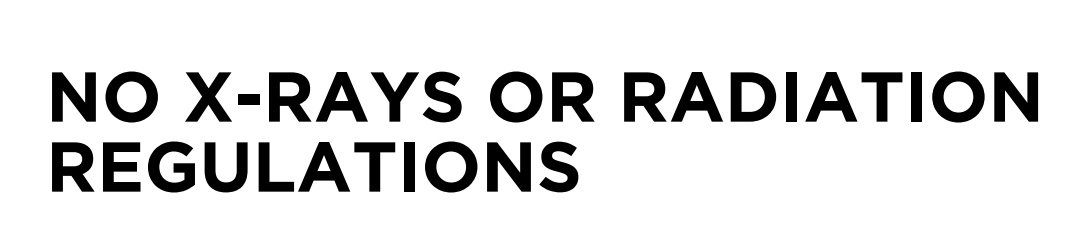 NO X-RAYS OR RADIATION
REGULATIONS